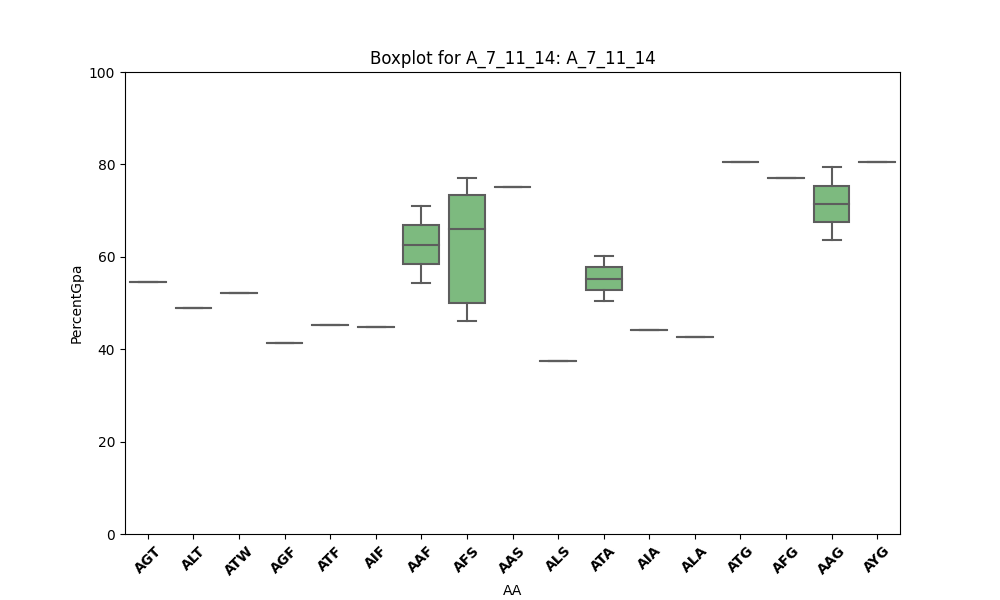 Boxplot for A_7_11_14: A_7_11_14
PercentGpa
100
80
60
40
20
0
AGT ALT ATW AGF ATF AIF AAF AFS AAS ALS ATA AIA ALA ATG AFG AAG AYG
AA